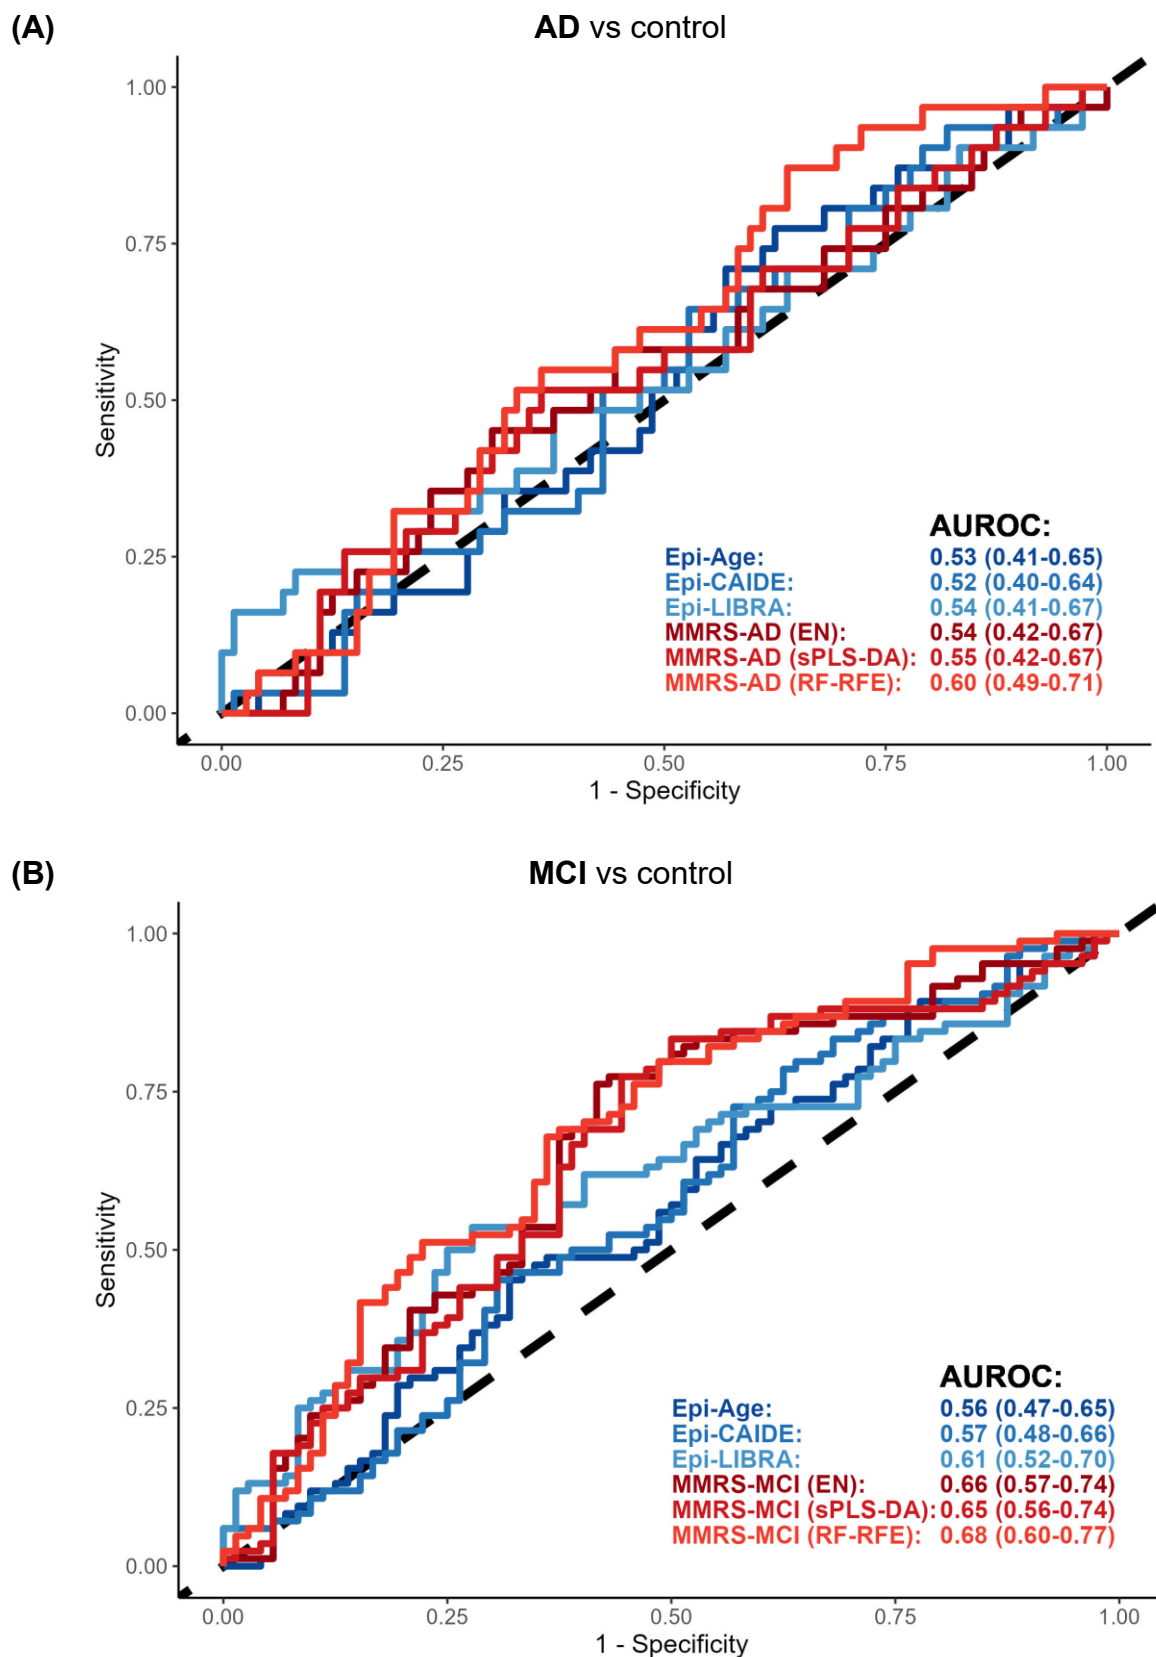 (A)
AD vs control
1.00
0.75
0.50
0.25
0.00
Sensitivity
AUROC:
Epi-Age: 0.53 (0.41-0.65)
Epi-CAIDE: 0.52 (0.40-0.64)
Epi-LIBRA: 0.54 (0.41-0.67)
MMRS-AD (EN): 0.54 (0.42-0.67)
MMRS-AD (sPLS-DA): 0.55 (0.42-0.67)
MMRS-AD (RF-RFE): 0.60 (0.49-0.71)
0.00 0.25 0.50 0.75 1.00
1 - Specificity
(B)
MCI vs control
1.00
0.75
0.50
0.25
0.00
Sensitivity
AUROC:
Epi-Age: 0.56 (0.47-0.65)
Epi-CAIDE: 0.57 (0.48-0.66)
Epi-LIBRA: 0.61 (0.52-0.70)
MMRS-MCI (EN): 0.66 (0.57-0.74)
MMRS-MCI (sPLS-DA): 0.65 (0.56-0.74)
MMRS-MCI (RF-RFE): 0.68 (0.60-0.77)
0.00 0.25 0.50 0.75 1.00
1 - Specificity